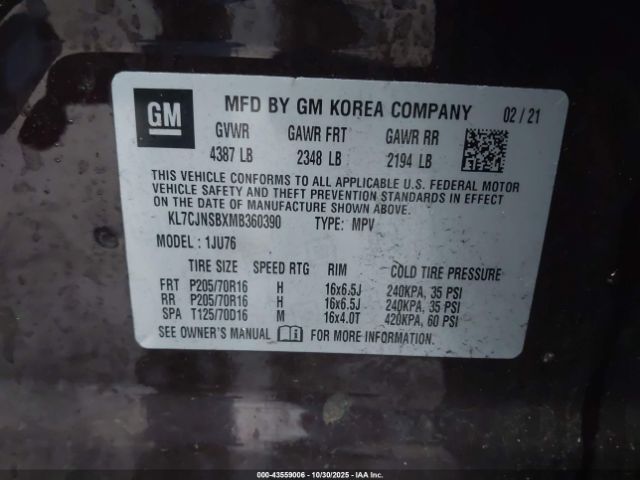 GM
MFD BY GM KOREA COMPANY 02 / 21
GVWR GAWR FRT GAWR RR
4387 LB 2348 LB 2194 LB
THIS VEHICLE CONFORMS TO ALL APPLICABLE U.S. FEDERAL MOTOR
VEHICLE SAFETY AND THEFT PREVENTION STANDARDS IN EFFECT
ON THE DATE OF MANUFACTURE SHOWN ABOVE.
KL7CJNSBXMB360390 TYPE: MPV
MODEL : 1JU76
TIRE SIZE SPEED RTG RIM COLD TIRE PRESSURE
FRT P205/70R16 H 16x6.5J 240KPA, 35 PSI
RR P205/70R16 H 16x6.5J 240KPA, 35 PSI
SPA T125/70D16 M 16x4.0T 420KPA, 60 PSI
SEE OWNER'S MANUAL FOR MORE INFORMATION.
000-43559006 - 10/30/2025 - IAA Inc.